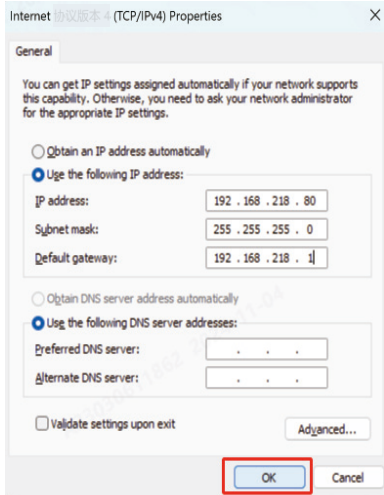 Internet 协议版本 4 (TCP/IPv4) Properties
General
You can get IP settings assigned automatically if your network supports
this capability. Otherwise, you need to ask your network administrator
for the appropriate IP settings.
Obtain an IP address automatically
Use the following IP address:
IP address:
192 . 168 . 218 . 80
Subnet mask:
255 . 255 . 255 . 0
Default gateway:
192 . 168 . 218 . 1
Obtain DNS server address automatically
Use the following DNS server addresses:
Preferred DNS server:
. . .
Alternate DNS server:
. . .
Validate settings upon exit
Advanced...
OK
Cancel